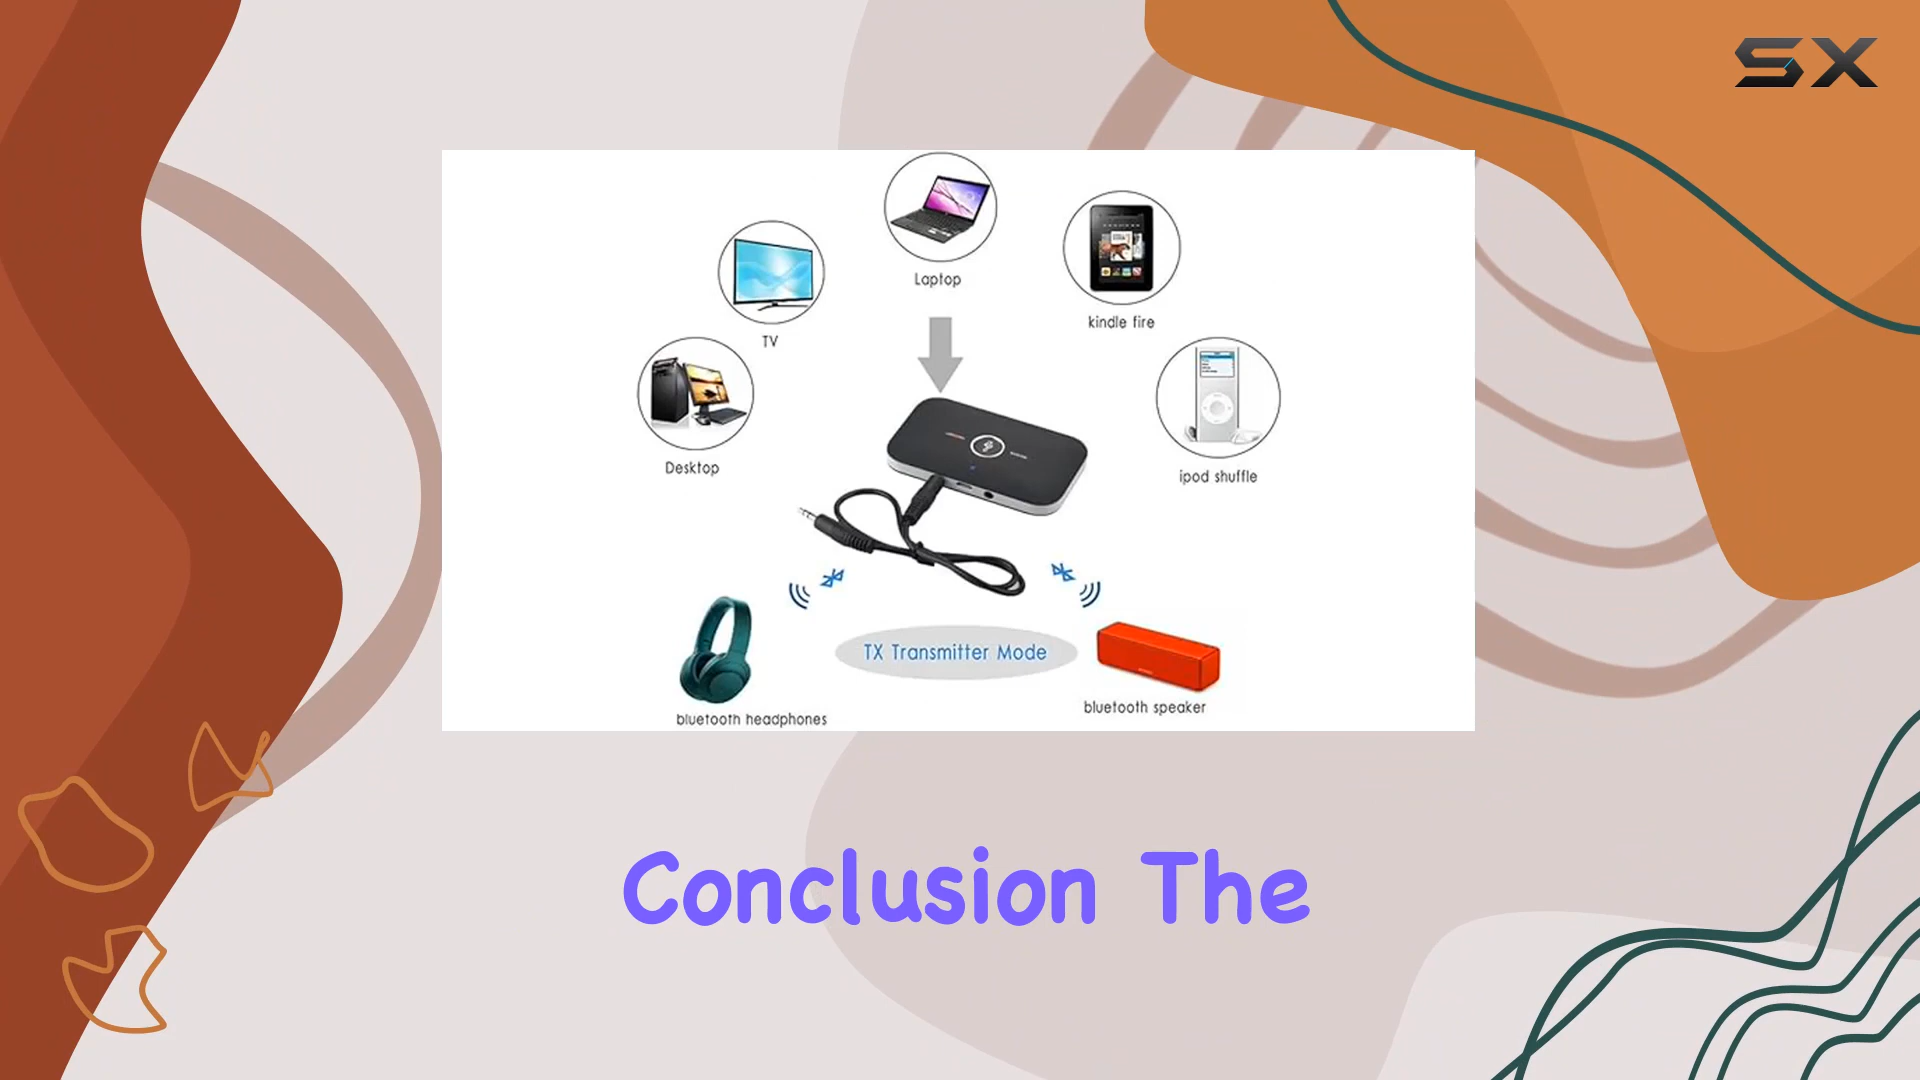 SX
Laptop
kindle fire
TV
Desktop
ipod shuffle
TX Transmitter Mode
bluetooth speaker
bluetooth headphones
Conclusion The